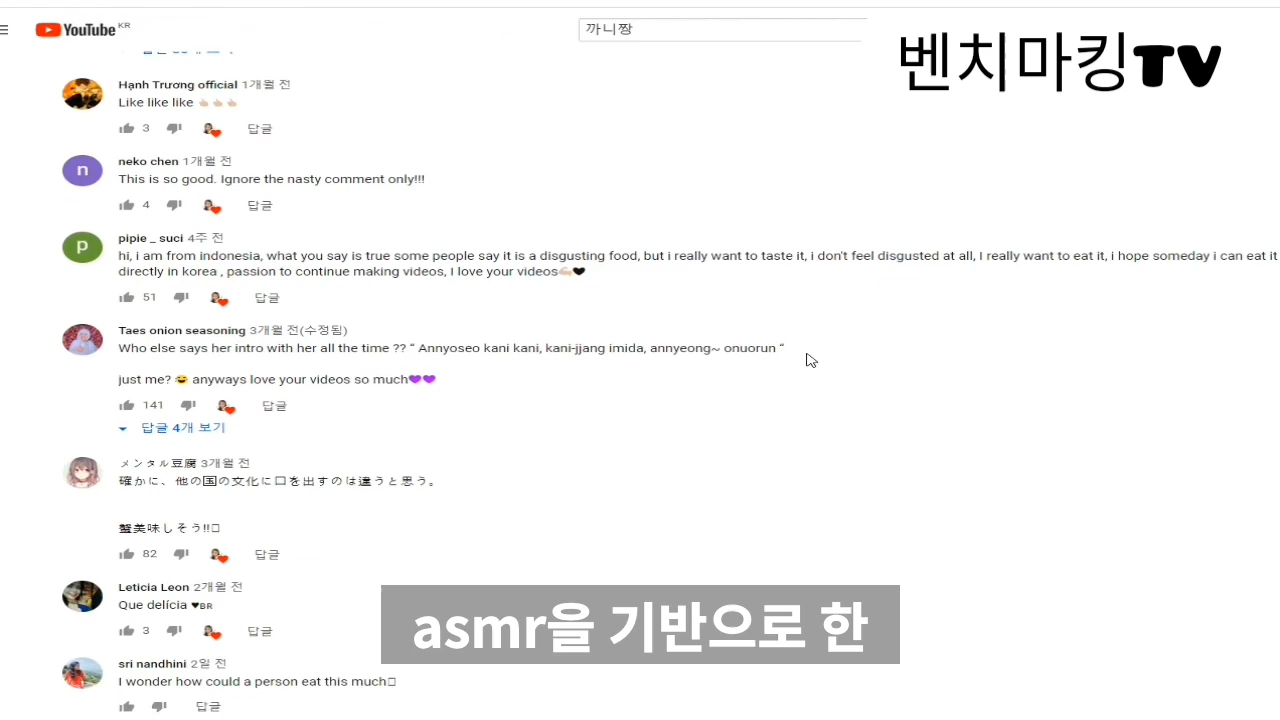 YouTube KR
까니짱
벤치마킹TV
Hạnh Trương official 1개월 전
Like like like 👆🏻👆🏻👆🏻
3 답글
neko chen 1개월 전
n
This is so good. Ignore the nasty comment only!!!
4 답글
pipie _ suci 4주 전
p
hi, i am from indonesia, what you say is true some people say it is a disgusting food, but i really want to taste it, i don't feel disgusted at all, I really want to eat it, i hope someday i can eat it
directly in korea , passion to continue making videos, I love your videos💪🏻🖤
51 답글
Taes onion seasoning 3개월 전(수정됨)
Who else says her intro with her all the time ?? “ Annyoseo kani kani, kani-jjang imida, annyeong~ onuorun “
just me? 😂 anyways love your videos so much💜💜
141 답글
답글 4개 보기
メンタル豆腐 3개월 전
確かに、他の国の文化に口を出すのは違うと思う。
蟹美味しそう!!
82 답글
Leticia Leon 2개월 전
Que delícia ♥BR
3 답글
asmr을 기반으로 한
sri nandhini 2일 전
I wonder how could a person eat this much
답글